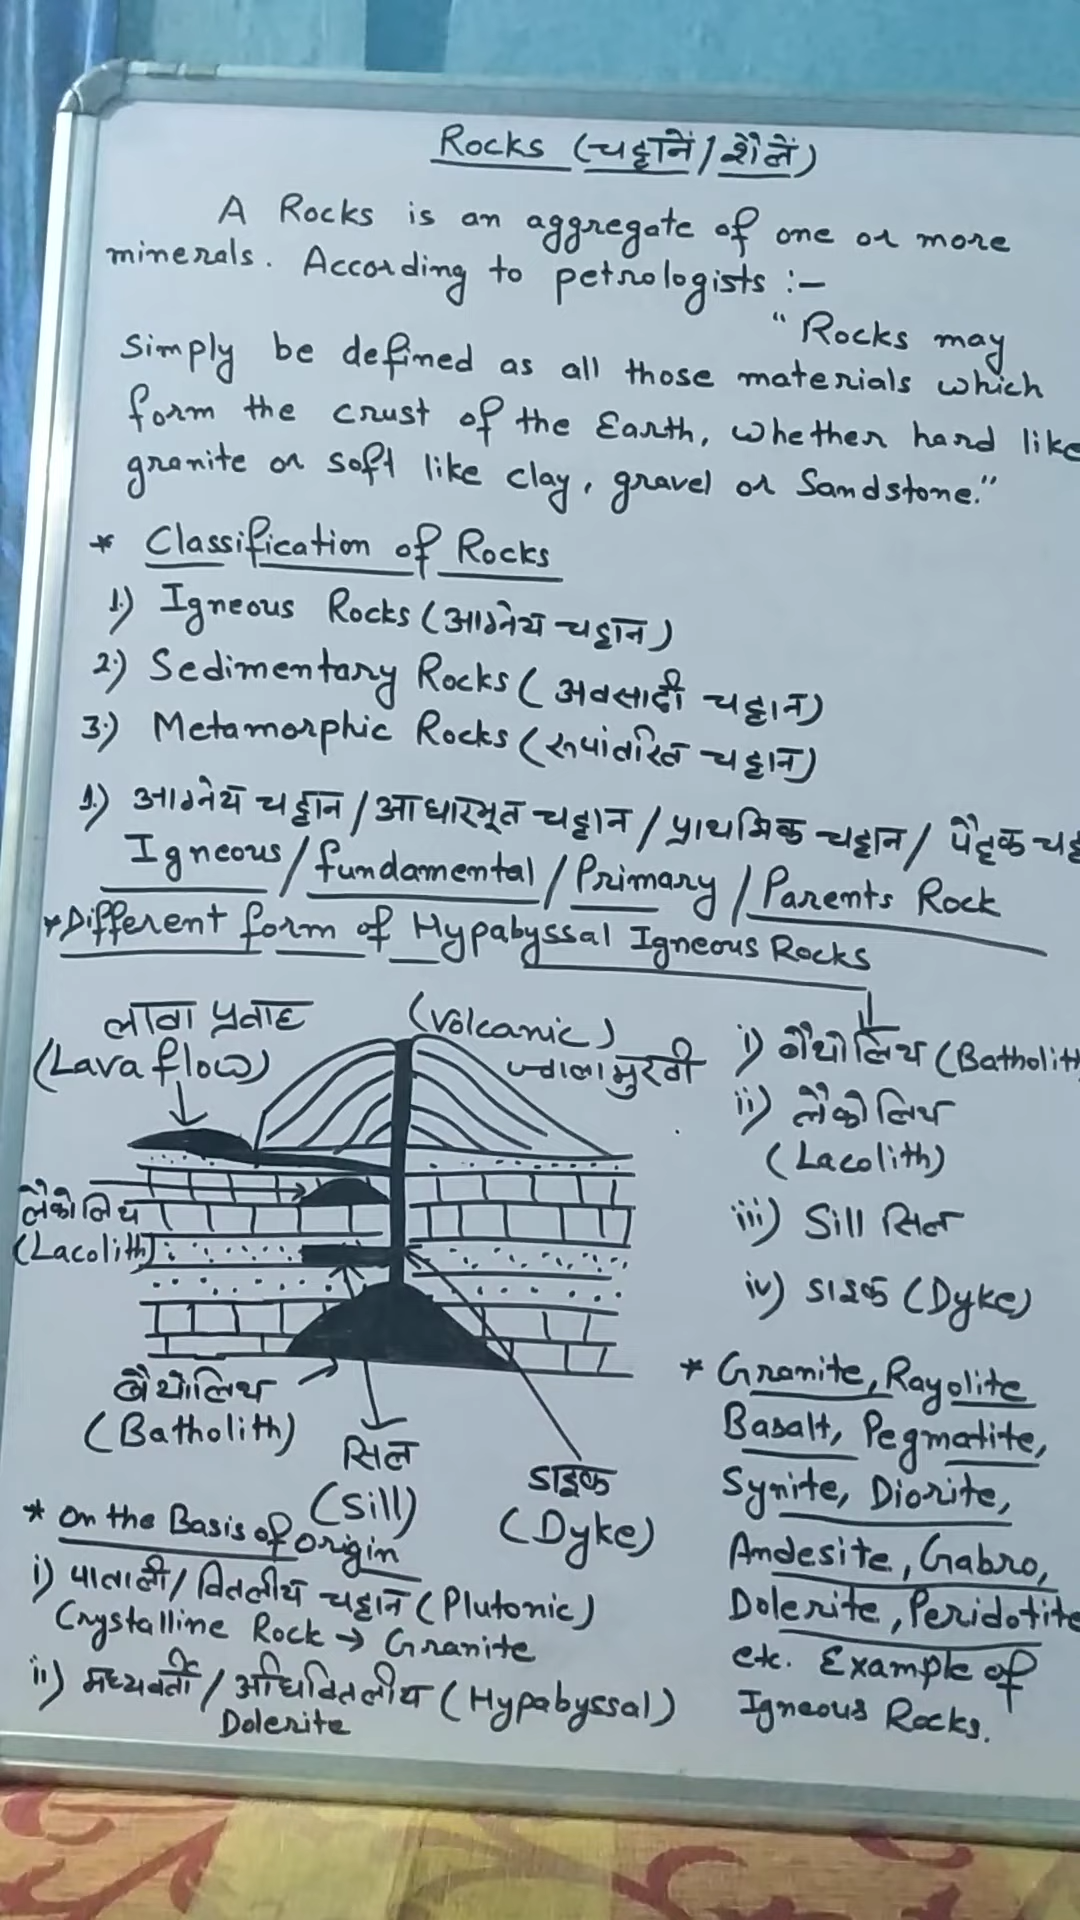 Rocks (चट्टानें/शैलें)
A Rocks is an aggregate of one or more
minerals. According to petrologists :-
"Rocks may
Simply be defined as all those materials which
form the crust of the Earth, whether hard like
granite or soft like clay, gravel or Sandstone."
* Classification of Rocks
1.) Igneous Rocks (आग्नेय चट्टान)
2.) Sedimentary Rocks (अवसादी चट्टान)
3.) Metamorphic Rocks (रूपांतरित चट्टान)
1.) आग्नेय चट्टान/आधारभूत चट्टान/प्राथमिक चट्टान/ पैतृक
Igneous/fundamental/Primary/Parents Rock
* Different form of Hypabyssal Igneous Rocks
लावा प्रवाह
(Lava flow)
(Volcanic)
ज्वालामुखी
लैकोलिथ
(Lacolith)
बैथोलिथ
(Batholith)
सिल
(Sill)
डाइक
(Dyke)
i) बैथोलिथ (Batholith
ii) लैकोलिथ
(Lacolith)
iii) Sill सिल
iv) डाइक (Dyke)
* Granite, Rayolite
Basalt, Pegmatite,
Synite, Diorite,
Andesite, Gabro,
Dolerite, Peridotite
etc. Example of
Igneous Rocks.
* On the Basis of origin
i) पाताली/वितलीय चट्टान (Plutonic)
Crystalline Rock → Granite
ii) मध्यवर्ती/अधिवितलीय (Hypabyssal)
Dolerite